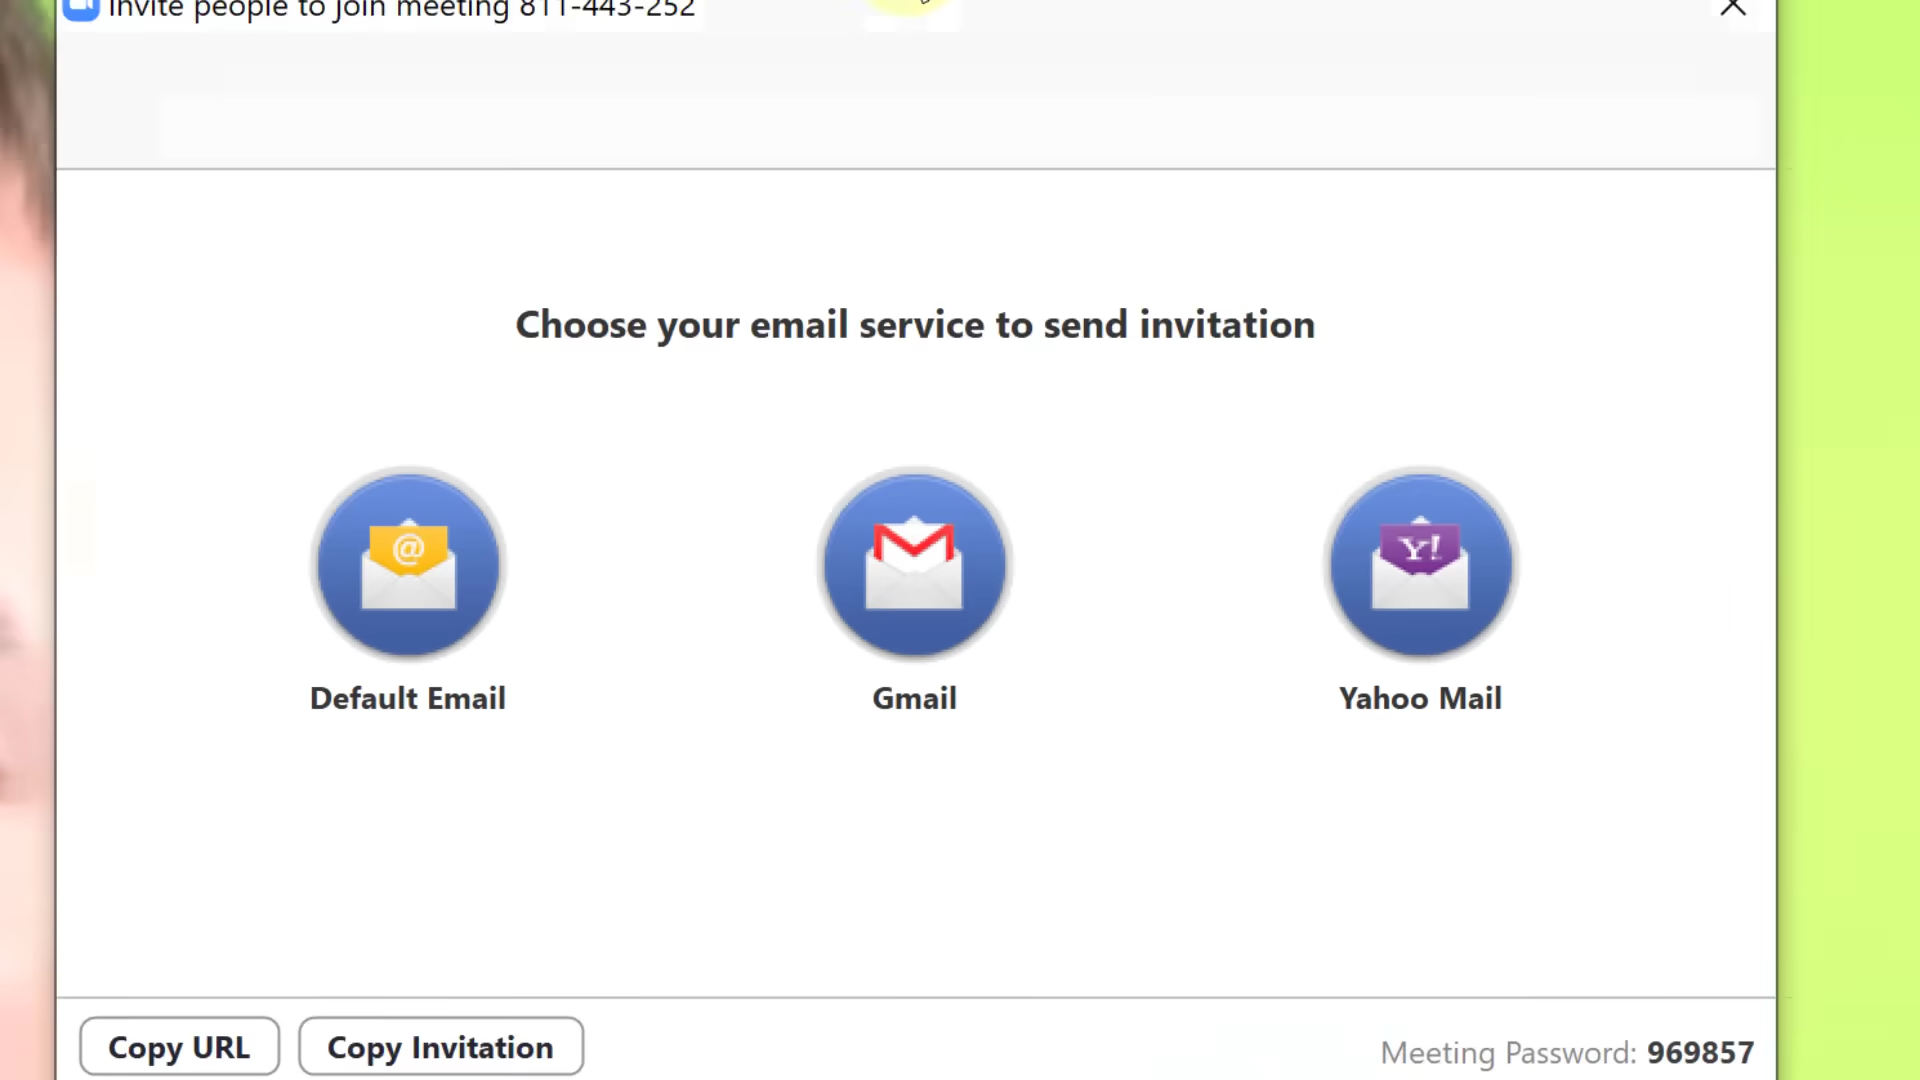 Invite people to join meeting 811-443-252
Choose your email service to send invitation
@
Y!
Default Email
Gmail
Yahoo Mail
Copy URL
Copy Invitation
Meeting Password: 969857